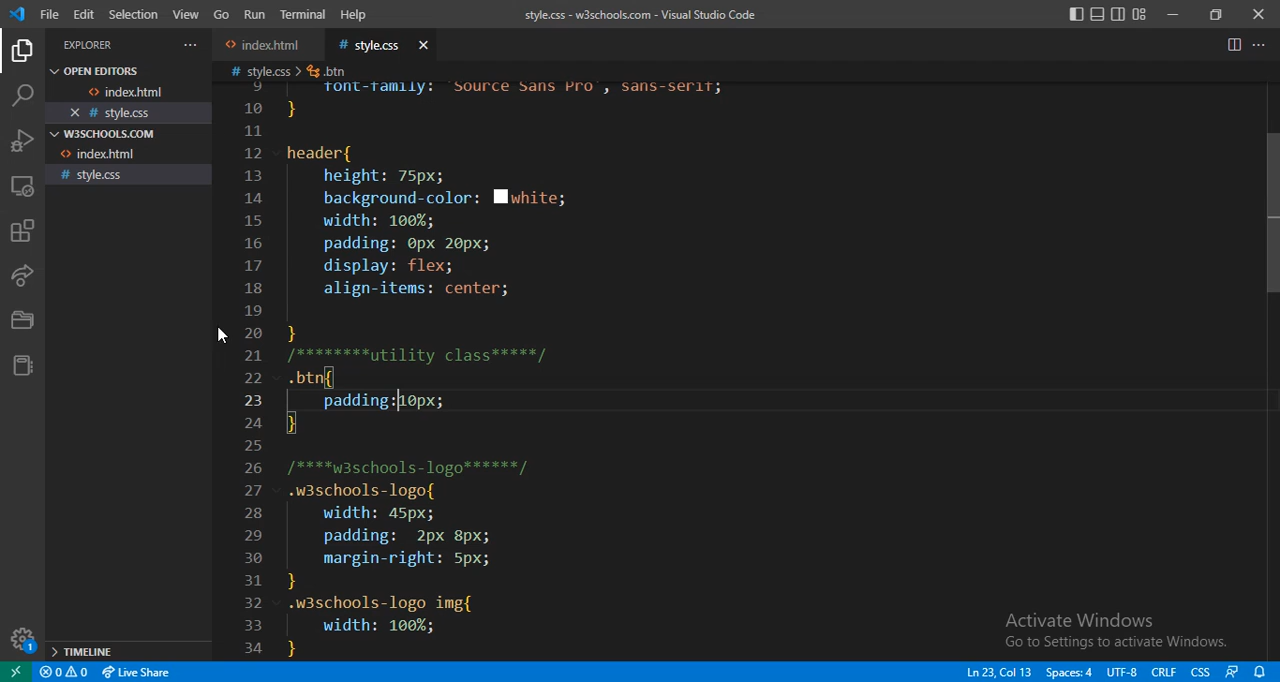 File Edit Selection View Go Run Terminal Help
style.css - w3schools.com - Visual Studio Code
EXPLORER
OPEN EDITORS
index.html
style.css
W3SCHOOLS.COM
index.html
style.css
TIMELINE
index.html
style.css
style.css > .btn
9 font-family: 'Source Sans Pro', sans-serif;
10 }
11
12 header{
13 height: 75px;
14 background-color: white;
15 width: 100%;
16 padding: 0px 20px;
17 display: flex;
18 align-items: center;
19
20 }
21 /********utility class*****/
22 .btn{
23 padding:10px;
24 }
25
26 /****w3schools-logo******/
27 .w3schools-logo{
28 width: 45px;
29 padding:  2px 8px;
30 margin-right: 5px;
31 }
32 .w3schools-logo img{
33 width: 100%;
34 }
Activate Windows
Go to Settings to activate Windows.
1
0 0 Live Share
Ln 23, Col 13 Spaces: 4 UTF-8 CRLF CSS